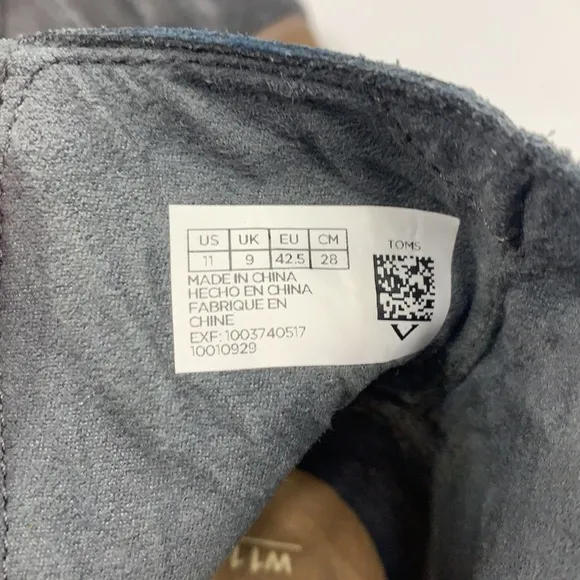 US UK EU CM
11 9 42.5 28
MADE IN CHINA
HECHO EN CHINA
FABRIQUE EN
CHINE
EXF: 1003740517
10010929
TOMS
W11